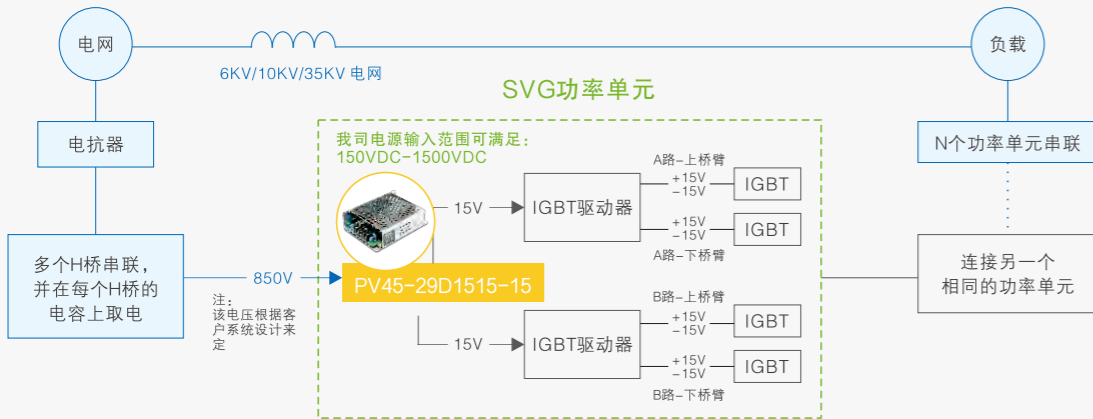 电网
负载
6KV/10KV/35KV 电网
SVG功率单元
电抗器
N个功率单元串联
我司电源输入范围可满足：
150VDC-1500VDC
A路-上桥臂
+15V
-15V
IGBT
15V
IGBT驱动器
+15V
-15V
IGBT
A路-下桥臂
多个H桥串联，
并在每个H桥的
电容上取电
850V
注：
该电压根据客
户系统设计来
定
PV45-29D1515-15
连接另一个
相同的功率单元
B路-上桥臂
+15V
-15V
IGBT
15V
IGBT驱动器
+15V
-15V
IGBT
B路-下桥臂